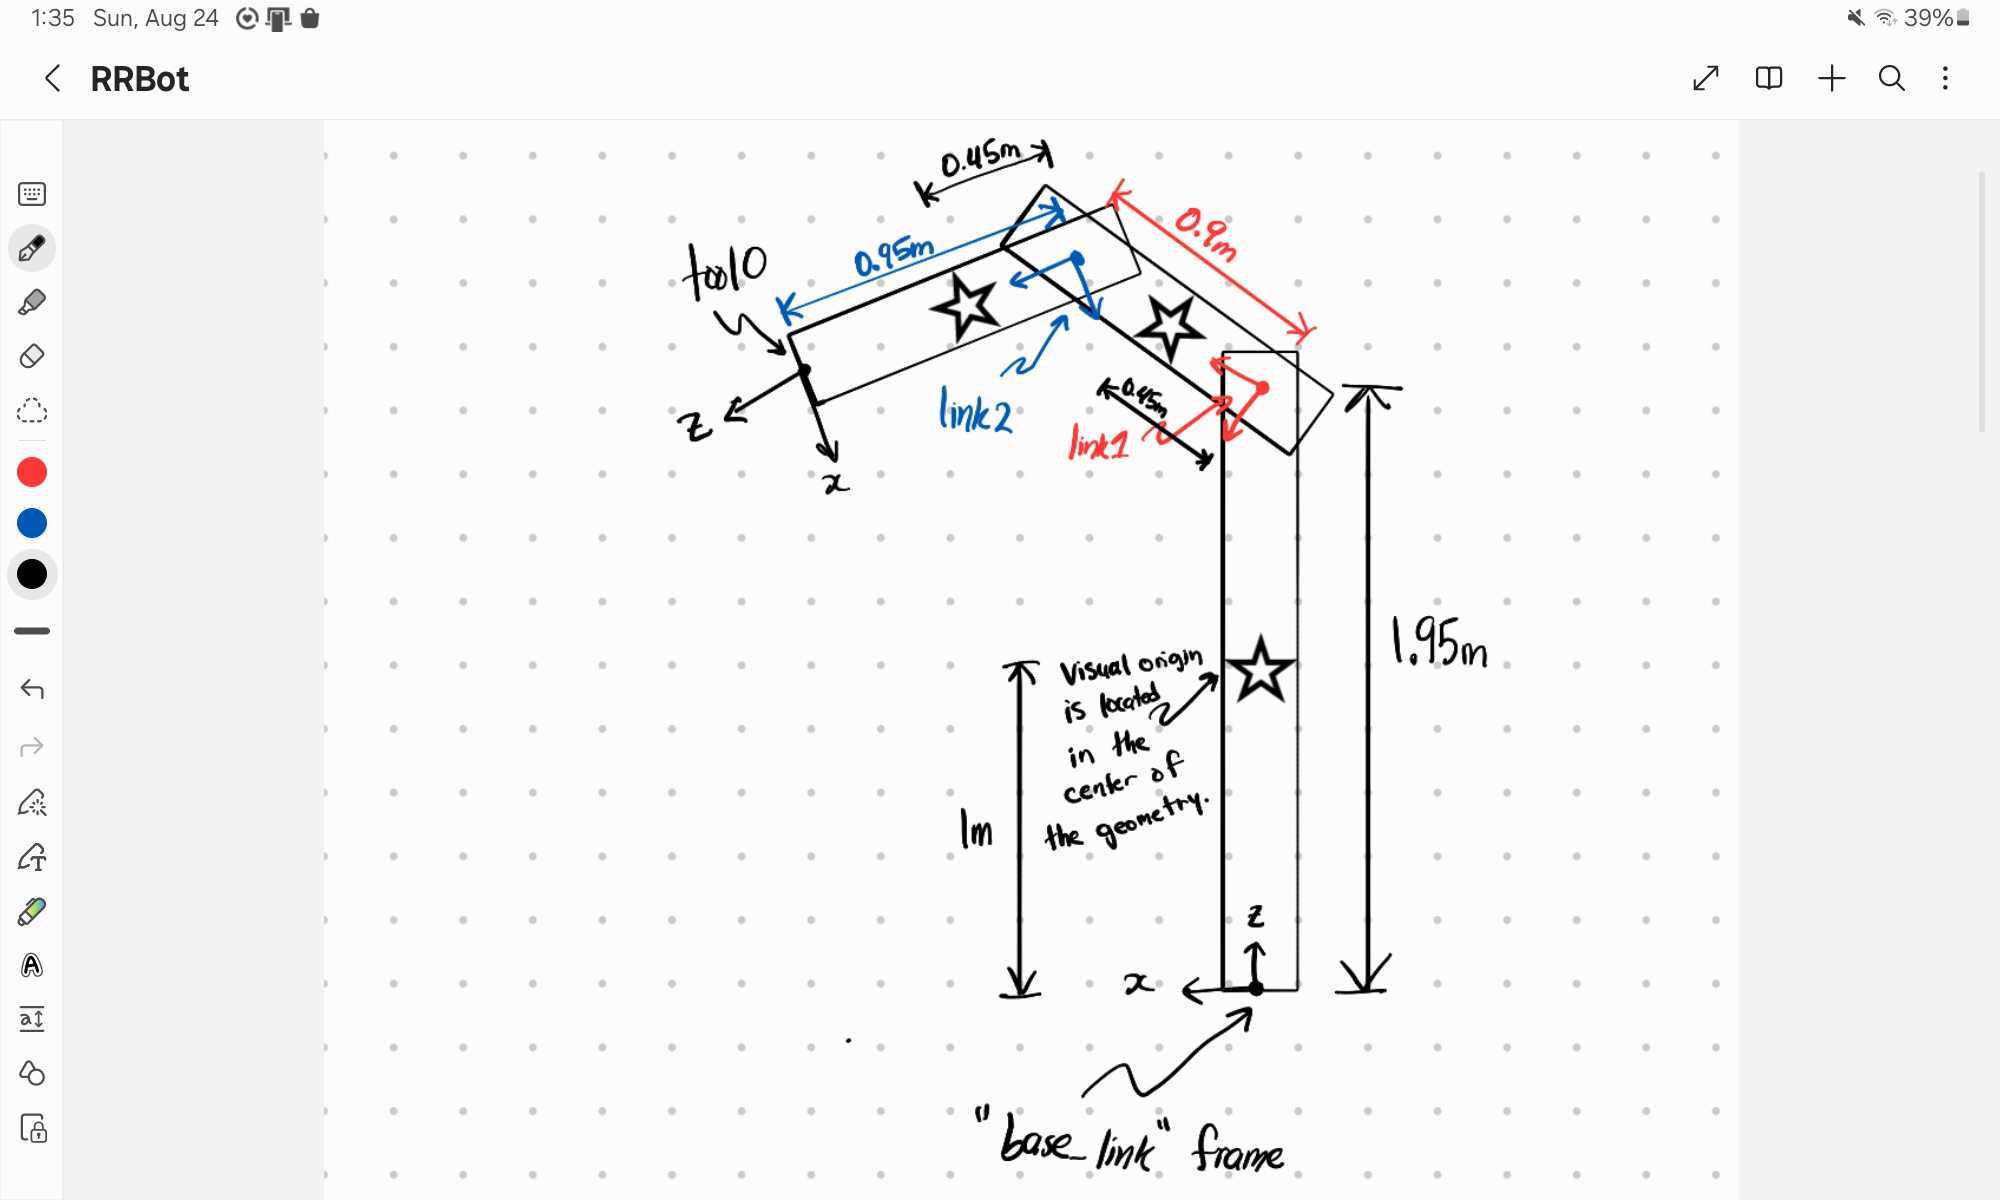 1:35 Sun, Aug 24
39%
RRBot
0.45m
0.9m
0.95m
tool0
link2
0.45m
link1
z
x
1.95m
Visual origin
is located
in the
center of
the geometry.
1m
z
x
"base_link" frame